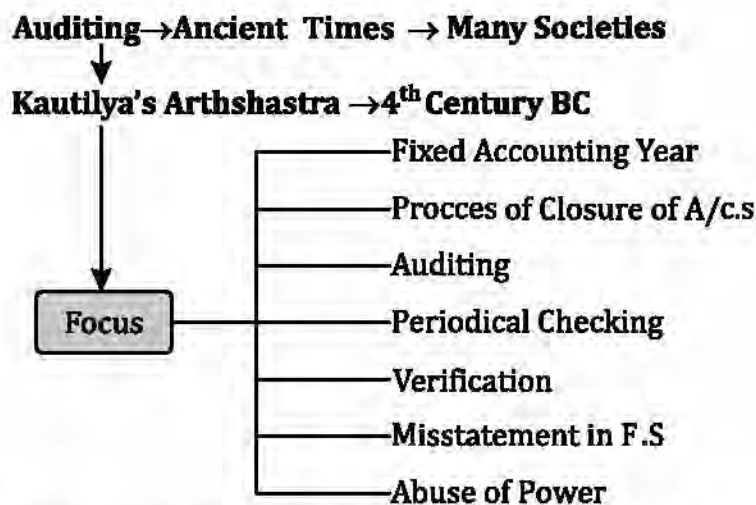 Auditing→Ancient Times → Many Societies
Kautilya's Arthshastra →4th Century BC
Fixed Accounting Year
Procces of Closure of A/c.s
Auditing
Focus
Periodical Checking
Verification
Misstatement in F.S
Abuse of Power